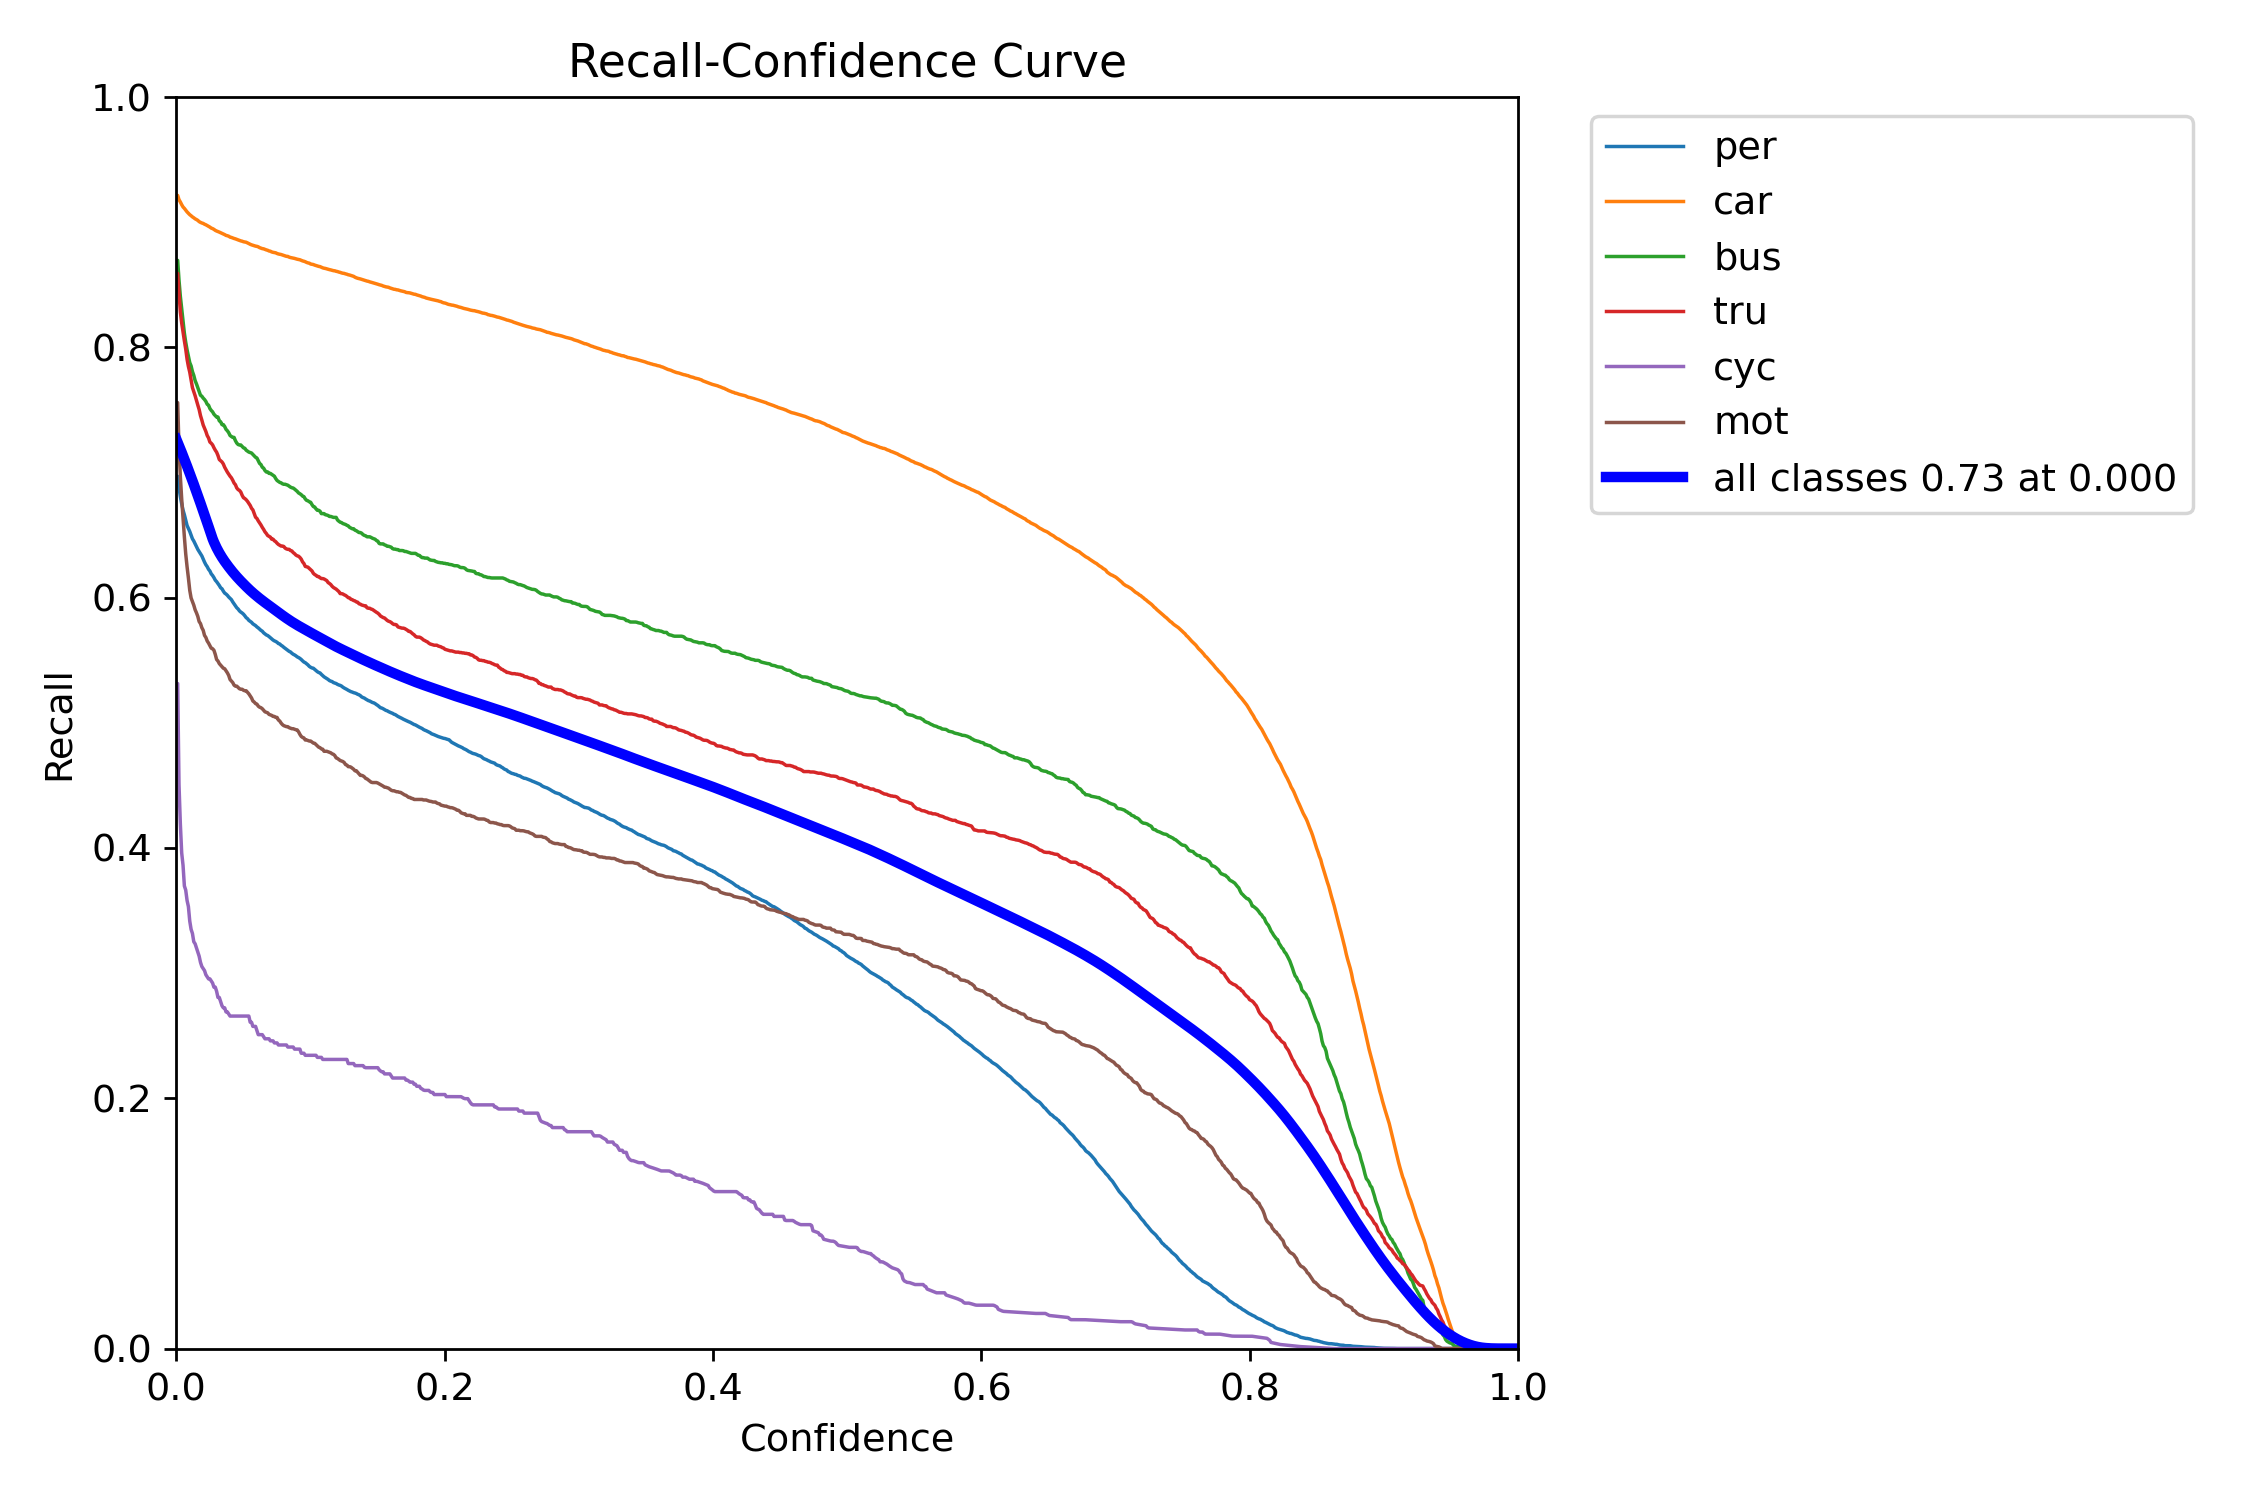 Recall-Confidence Curve
1.0
0.8
0.6
0.4
0.2
0.0
Recall
0.0 0.2 0.4 0.6 0.8 1.0
Confidence
per
car
bus
tru
cyc
mot
all classes 0.73 at 0.000